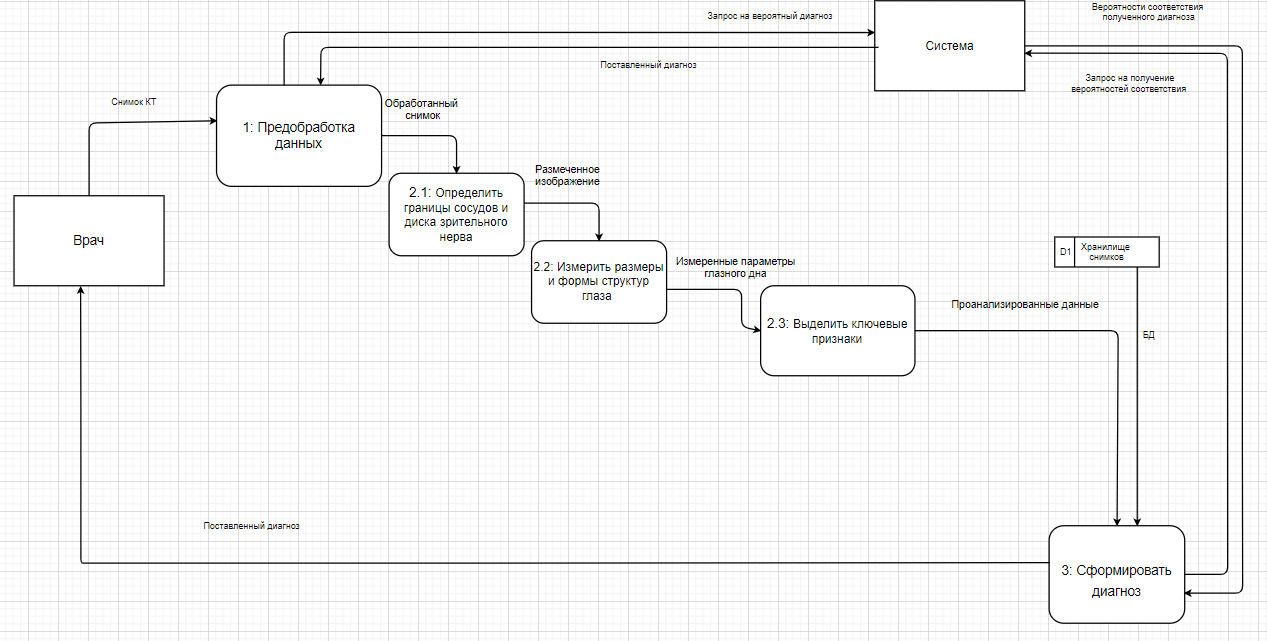 Запрос на вероятный диагноз
Вероятности соответствия
полученного диагноза
Система
Поставленный диагноз
Запрос на получение
вероятностей соответствия
Снимок КТ
1: Предобработка
данных
Обработанный
снимок
2.1: Определить
границы сосудов и
диска зрительного
нерва
Размеченное
изображение
Врач
2.2: Измерить размеры
и формы структур
глаза
Измеренные параметры
глазного дна
D1
Хранилище
снимков
2.3: Выделить ключевые
признаки
Проанализированные данные
БД
Поставленный диагноз
3: Сформировать
диагноз